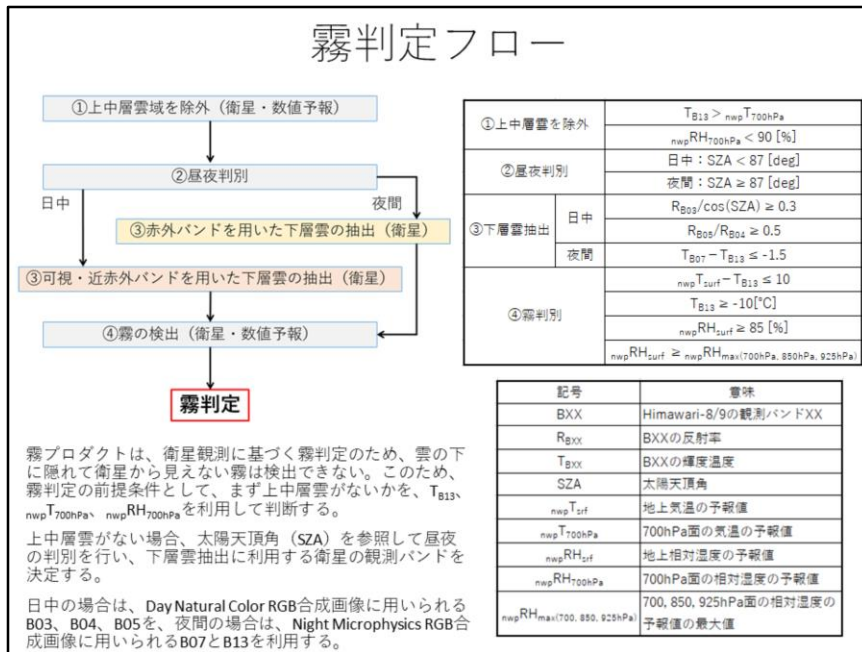 霧判定フロー
①上中層雲域を除外（衛星・数値予報）
②昼夜判別
日中
夜間
③赤外バンドを用いた下層雲の抽出（衛星）
③可視・近赤外バンドを用いた下層雲の抽出（衛星）
④霧の検出（衛星・数値予報）
霧判定
①上中層雲を除外
T_B13 > nwpT_700hPa
nwpRH_700hPa < 90 [%]
②昼夜判別
日中：SZA < 87 [deg]
夜間：SZA ≥ 87 [deg]
③下層雲抽出
日中
R_B03/cos(SZA) ≥ 0.3
R_B05/R_B04 ≥ 0.5
夜間
T_B07 − T_B13 ≤ -1.5
④霧判別
nwpT_surf − T_B13 ≤ 10
T_B13 ≥ -10[°C]
nwpRH_surf ≥ 85 [%]
nwpRH_surf ≥ nwpRH_max(700hPa, 850hPa, 925hPa)
記号 意味
BXX Himawari-8/9の観測バンドXX
R_BXX BXXの反射率
T_BXX BXXの輝度温度
SZA 太陽天頂角
nwpT_srf 地上気温の予報値
nwpT_700hPa 700hPa面の気温の予報値
nwpRH_srf 地上相対湿度の予報値
nwpRH_700hPa 700hPa面の相対湿度の予報値
nwpRH_max(700, 850, 925hPa) 700, 850, 925hPa面の相対湿度の
予報値の最大値
霧プロダクトは、衛星観測に基づく霧判定のため、雲の下
に隠れて衛星から見えない霧は検出できない。このため、
霧判定の前提条件として、まず上中層雲がないかを、T_B13、
nwpT_700hPa、 nwpRH_700hPaを利用して判断する。
上中層雲がない場合、太陽天頂角（SZA）を参照して昼夜
の判別を行い、下層雲抽出に利用する衛星の観測バンドを
決定する。
日中の場合は、Day Natural Color RGB合成画像に用いられる
B03、B04、B05を、夜間の場合は、Night Microphysics RGB合
成画像に用いられるB07とB13を利用する。